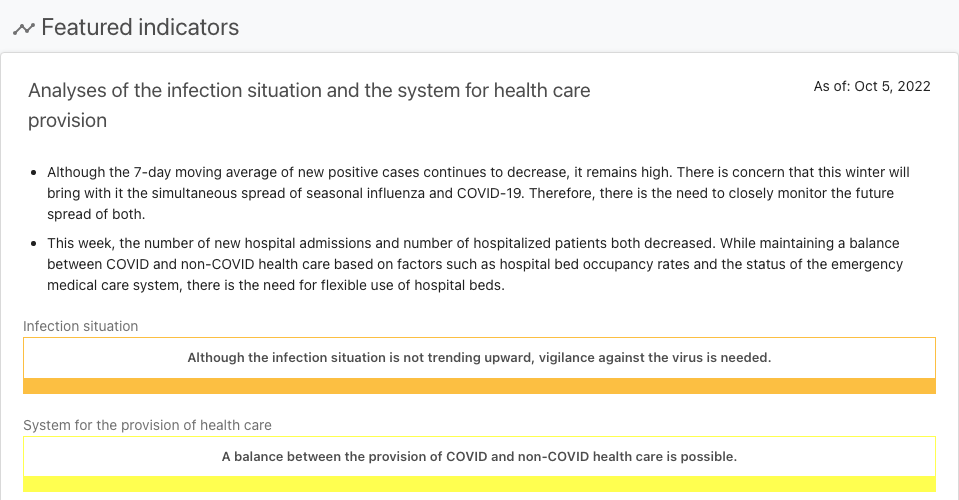 Featured indicators
Analyses of the infection situation and the system for health care
provision
As of: Oct 5, 2022
Although the 7-day moving average of new positive cases continues to decrease, it remains high. There is concern that this winter will
bring with it the simultaneous spread of seasonal influenza and COVID-19. Therefore, there is the need to closely monitor the future
spread of both.
This week, the number of new hospital admissions and number of hospitalized patients both decreased. While maintaining a balance
between COVID and non-COVID health care based on factors such as hospital bed occupancy rates and the status of the emergency
medical care system, there is the need for flexible use of hospital beds.
Infection situation
Although the infection situation is not trending upward, vigilance against the virus is needed.
System for the provision of health care
A balance between the provision of COVID and non-COVID health care is possible.